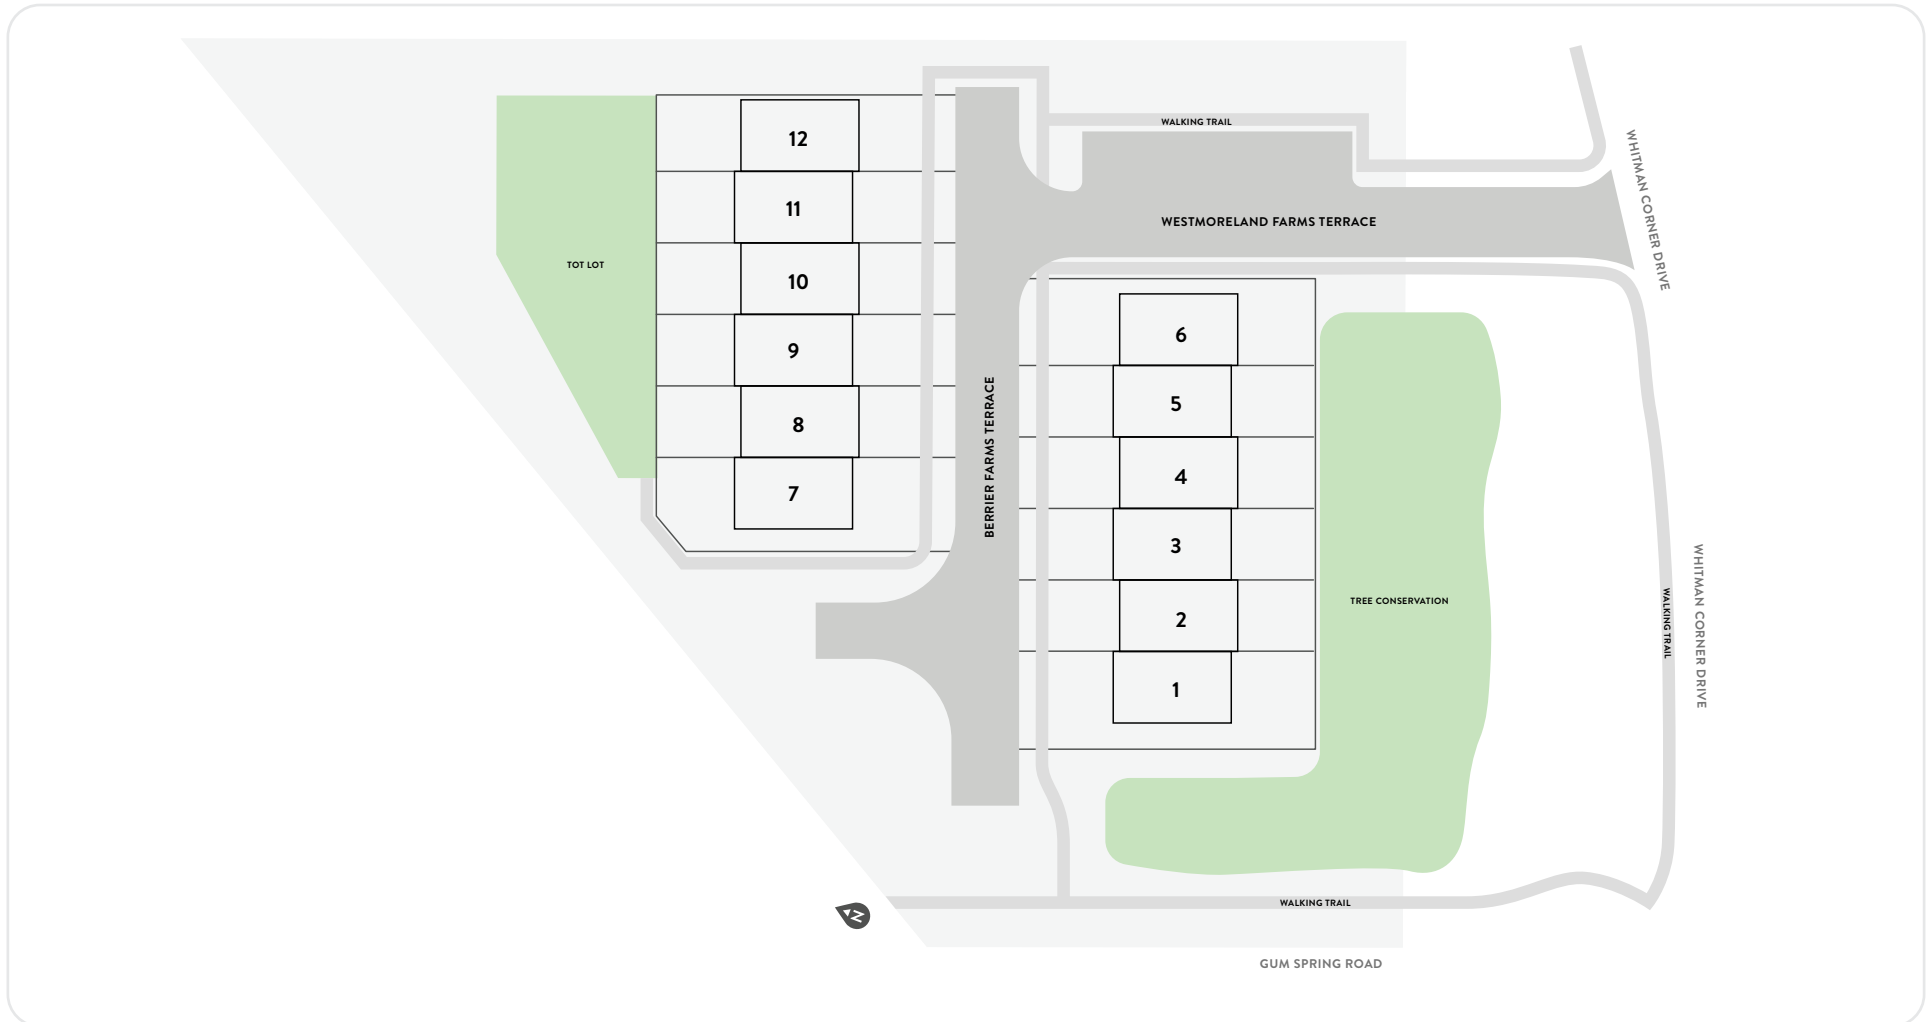 WALKING TRAIL
WHITMAN CORNER DRIVE
12
11
WESTMORELAND FARMS TERRACE
TOT LOT
10
6
9
5
BERRIER FARMS TERRACE
8
4
7
3
TREE CONSERVATION
2
WALKING TRAIL
WHITMAN CORNER DRIVE
1
WALKING TRAIL
N
GUM SPRING ROAD